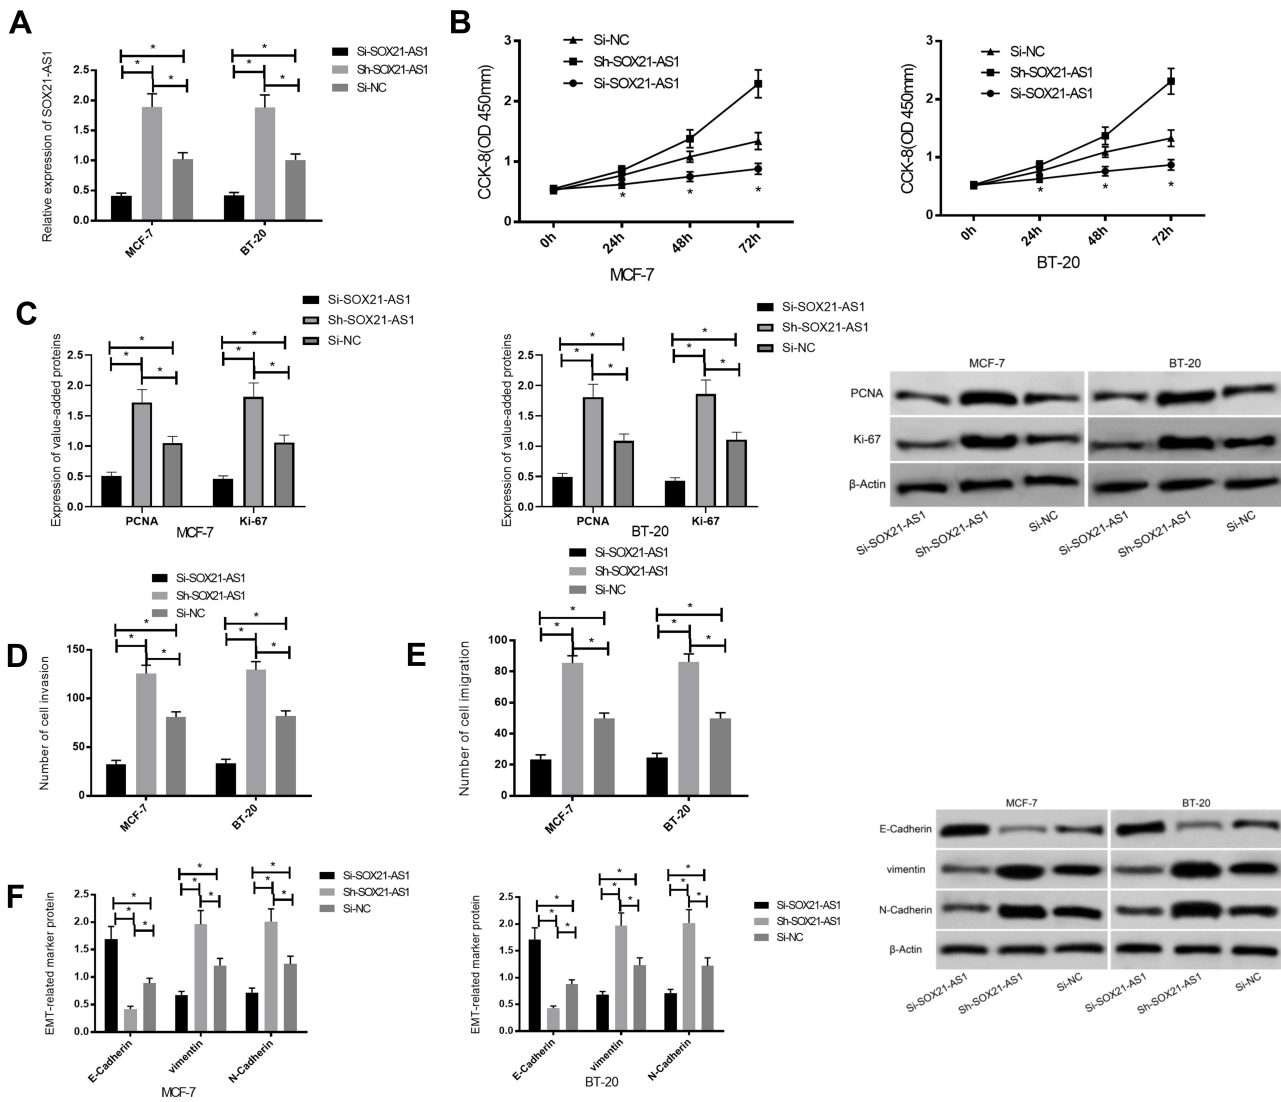 A
Relative expression of SOX21-AS1
2.5
2.0
1.5
1.0
0.5
0.0
* * *
* * *
MCF-7
BT-20
Si-SOX21-AS1
Sh-SOX21-AS1
Si-NC
B
CCK-8(OD 450mm)
3
2
1
0
Si-NC
Sh-SOX21-AS1
Si-SOX21-AS1
* * *
0h 24h 48h 72h
MCF-7
CCK-8(OD 450mm)
3
2
1
0
Si-NC
Sh-SOX21-AS1
Si-SOX21-AS1
* * *
0h 24h 48h 72h
BT-20
C
Si-SOX21-AS1
Sh-SOX21-AS1
Si-NC
Expression of value-added proteins
2.5
2.0
1.5
1.0
0.5
0.0
* * *
* * *
PCNA Ki-67
MCF-7
Si-SOX21-AS1
Sh-SOX21-AS1
Si-NC
Expression of value-added proteins
2.5
2.0
1.5
1.0
0.5
0.0
* * *
* * *
PCNA Ki-67
BT-20
MCF-7 BT-20
PCNA
Ki-67
β-Actin
Si-SOX21-AS1 Sh-SOX21-AS1 Si-NC Si-SOX21-AS1 Sh-SOX21-AS1 Si-NC
D
Si-SOX21-AS1
Sh-SOX21-AS1
Si-NC
Number of cell invasion
150
100
50
0
* * *
* * *
MCF-7 BT-20
E
Si-SOX21-AS1
Sh-SOX21-AS1
Si-NC
Number of cell imigration
100
80
60
40
20
0
* * *
* * *
MCF-7 BT-20
F
EMT-related marker protein
2.5
2.0
1.5
1.0
0.5
0.0
* * *
* * *
* * *
E-Cadherin vimentin N-Cadherin
MCF-7
Si-SOX21-AS1
Sh-SOX21-AS1
Si-NC
EMT-related marker protein
2.5
2.0
1.5
1.0
0.5
0.0
* * *
* * *
* * *
E-Cadherin vimentin N-Cadherin
BT-20
Si-SOX21-AS1
Sh-SOX21-AS1
Si-NC
MCF-7 BT-20
E-Cadherin
vimentin
N-Cadherin
β-Actin
Si-SOX21-AS1 Sh-SOX21-AS1 Si-NC Si-SOX21-AS1 Sh-SOX21-AS1 Si-NC